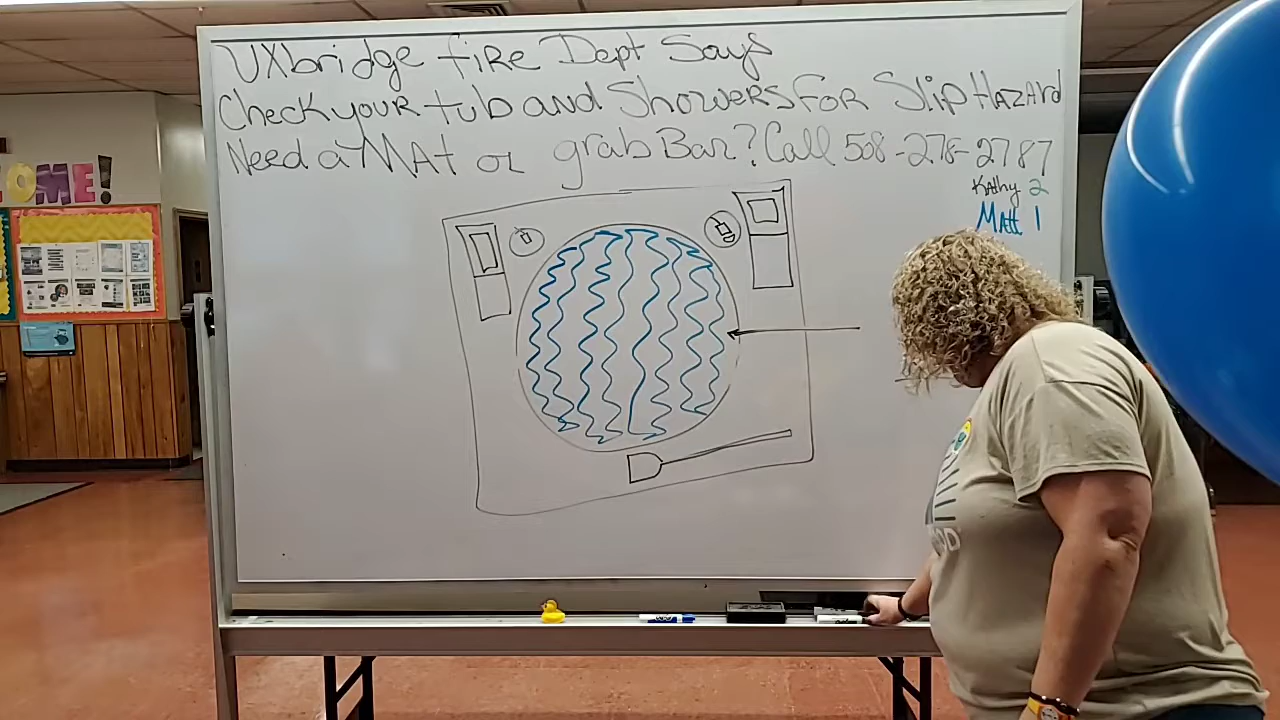 OME!
UXbridge fire Dept Says
Check your tub and Showers For Slip HAZARd
Need a MAt or grab Bar? Call 508-278-2787
KAthy 2
MAtt 1